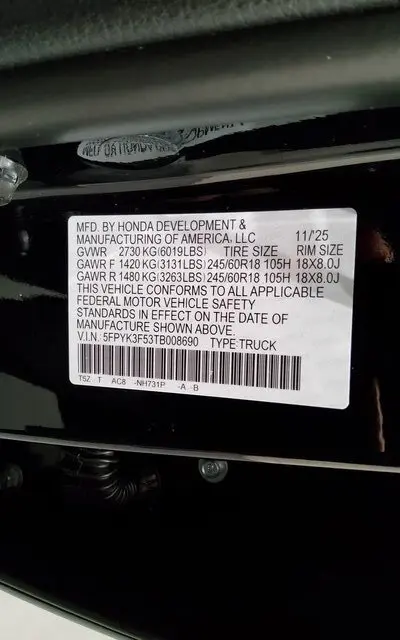 MFD. BY HONDA DEVELOPMENT &
MANUFACTURING OF AMERICA, LLC 11/'25
GVWR 2730 KG(6019LBS) TIRE SIZE RIM SIZE
GAWR F 1420 KG(3131LBS) 245/60R18 105H 18X8.0J
GAWR R 1480 KG(3263LBS) 245/60R18 105H 18X8.0J
THIS VEHICLE CONFORMS TO ALL APPLICABLE
FEDERAL MOTOR VEHICLE SAFETY
STANDARDS IN EFFECT ON THE DATE OF
MANUFACTURE SHOWN ABOVE.
V.I.N. 5FPYK3F53TB008690 TYPE:TRUCK
TSZ T AC8 -NH731P -A -B